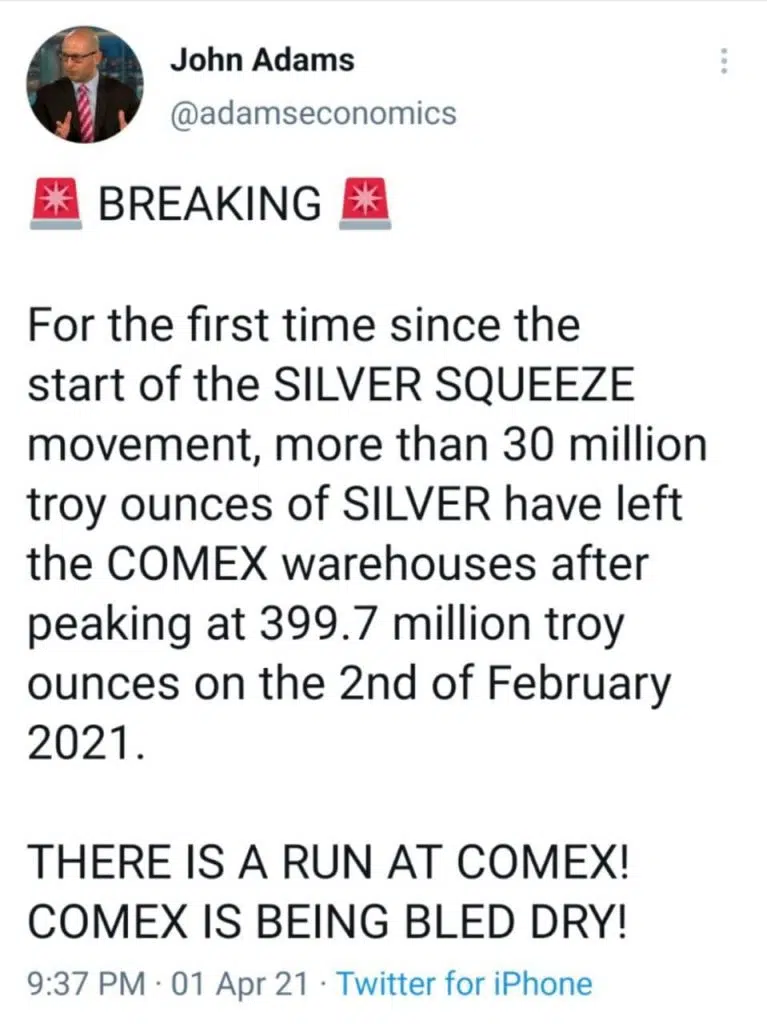 John Adams
@adamseconomics
🚨 BREAKING 🚨
For the first time since the
start of the SILVER SQUEEZE
movement, more than 30 million
troy ounces of SILVER have left
the COMEX warehouses after
peaking at 399.7 million troy
ounces on the 2nd of February
2021.
THERE IS A RUN AT COMEX!
COMEX IS BEING BLED DRY!
9:37 PM · 01 Apr 21 · Twitter for iPhone